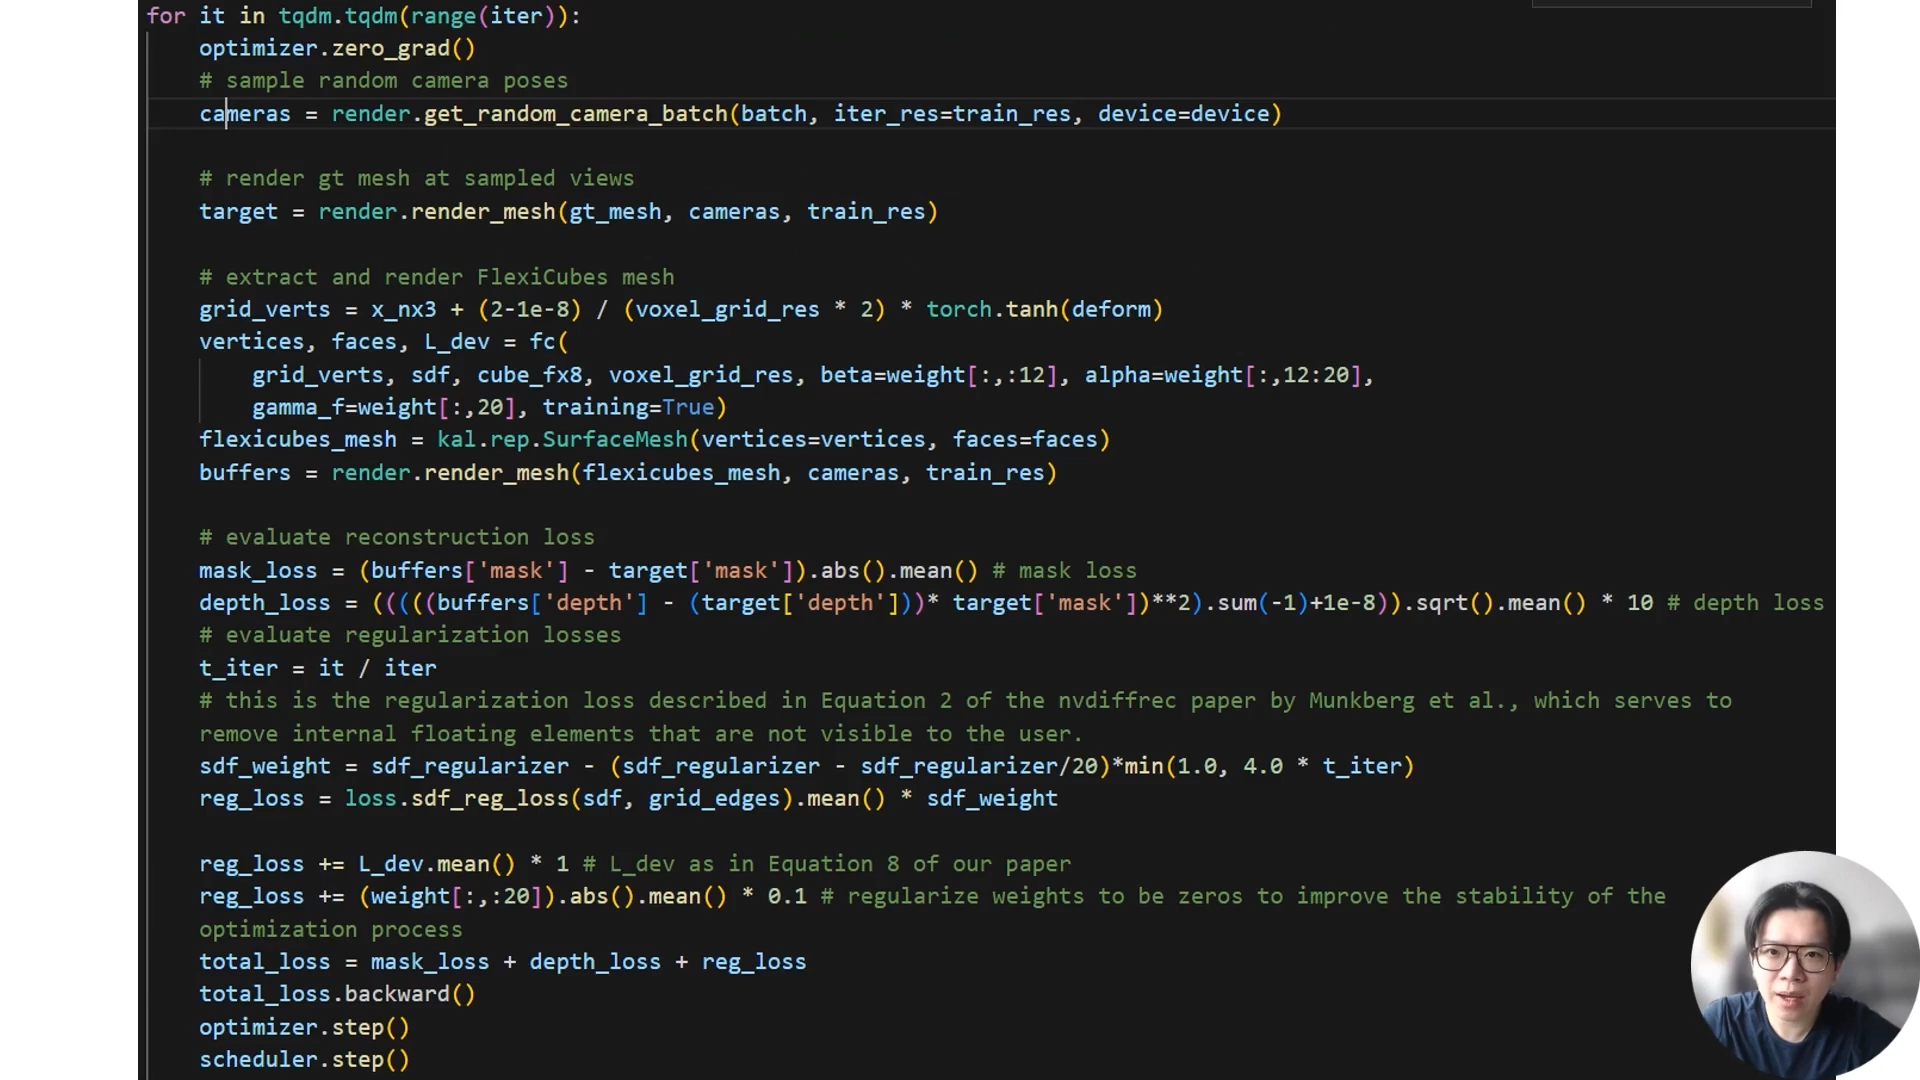 for it in tqdm.tqdm(range(iter)):
    optimizer.zero_grad()
    # sample random camera poses
    cameras = render.get_random_camera_batch(batch, iter_res=train_res, device=device)
    # render gt mesh at sampled views
    target = render.render_mesh(gt_mesh, cameras, train_res)
    # extract and render FlexiCubes mesh
    grid_verts = x_nx3 + (2-1e-8) / (voxel_grid_res * 2) * torch.tanh(deform)
    vertices, faces, L_dev = fc(
        grid_verts, sdf, cube_fx8, voxel_grid_res, beta=weight[:,:12], alpha=weight[:,12:20],
        gamma_f=weight[:,20], training=True)
    flexicubes_mesh = kal.rep.SurfaceMesh(vertices=vertices, faces=faces)
    buffers = render.render_mesh(flexicubes_mesh, cameras, train_res)
    # evaluate reconstruction loss
    mask_loss = (buffers['mask'] - target['mask']).abs().mean() # mask loss
    depth_loss = (((((buffers['depth'] - (target['depth']))* target['mask'])**2).sum(-1)+1e-8)).sqrt().mean() * 10 # depth loss
    # evaluate regularization losses
    t_iter = it / iter
    # this is the regularization loss described in Equation 2 of the nvdiffrec paper by Munkberg et al., which serves to
    remove internal floating elements that are not visible to the user.
    sdf_weight = sdf_regularizer - (sdf_regularizer - sdf_regularizer/20)*min(1.0, 4.0 * t_iter)
    reg_loss = loss.sdf_reg_loss(sdf, grid_edges).mean() * sdf_weight
    reg_loss += L_dev.mean() * 1 # L_dev as in Equation 8 of our paper
    reg_loss += (weight[:,:20]).abs().mean() * 0.1 # regularize weights to be zeros to improve the stability of the
    optimization process
    total_loss = mask_loss + depth_loss + reg_loss
    total_loss.backward()
    optimizer.step()
    scheduler.step()